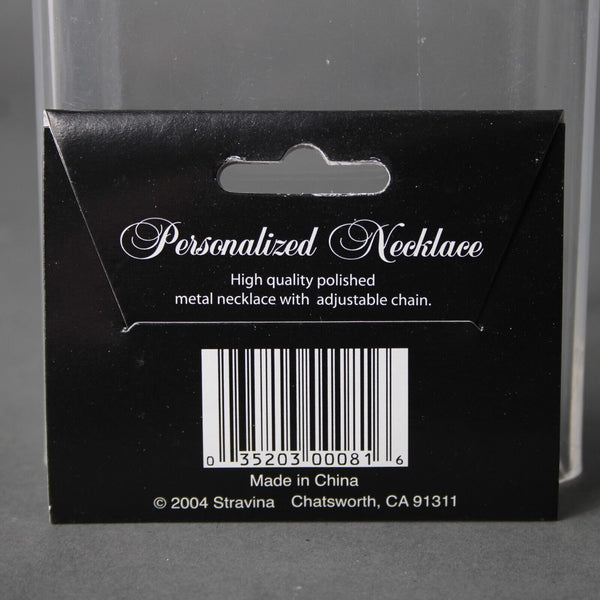 Personalized Necklace
High quality polished
metal necklace with adjustable chain.
0 35203 00081 6
Made in China
© 2004 Stravina Chatsworth, CA 91311